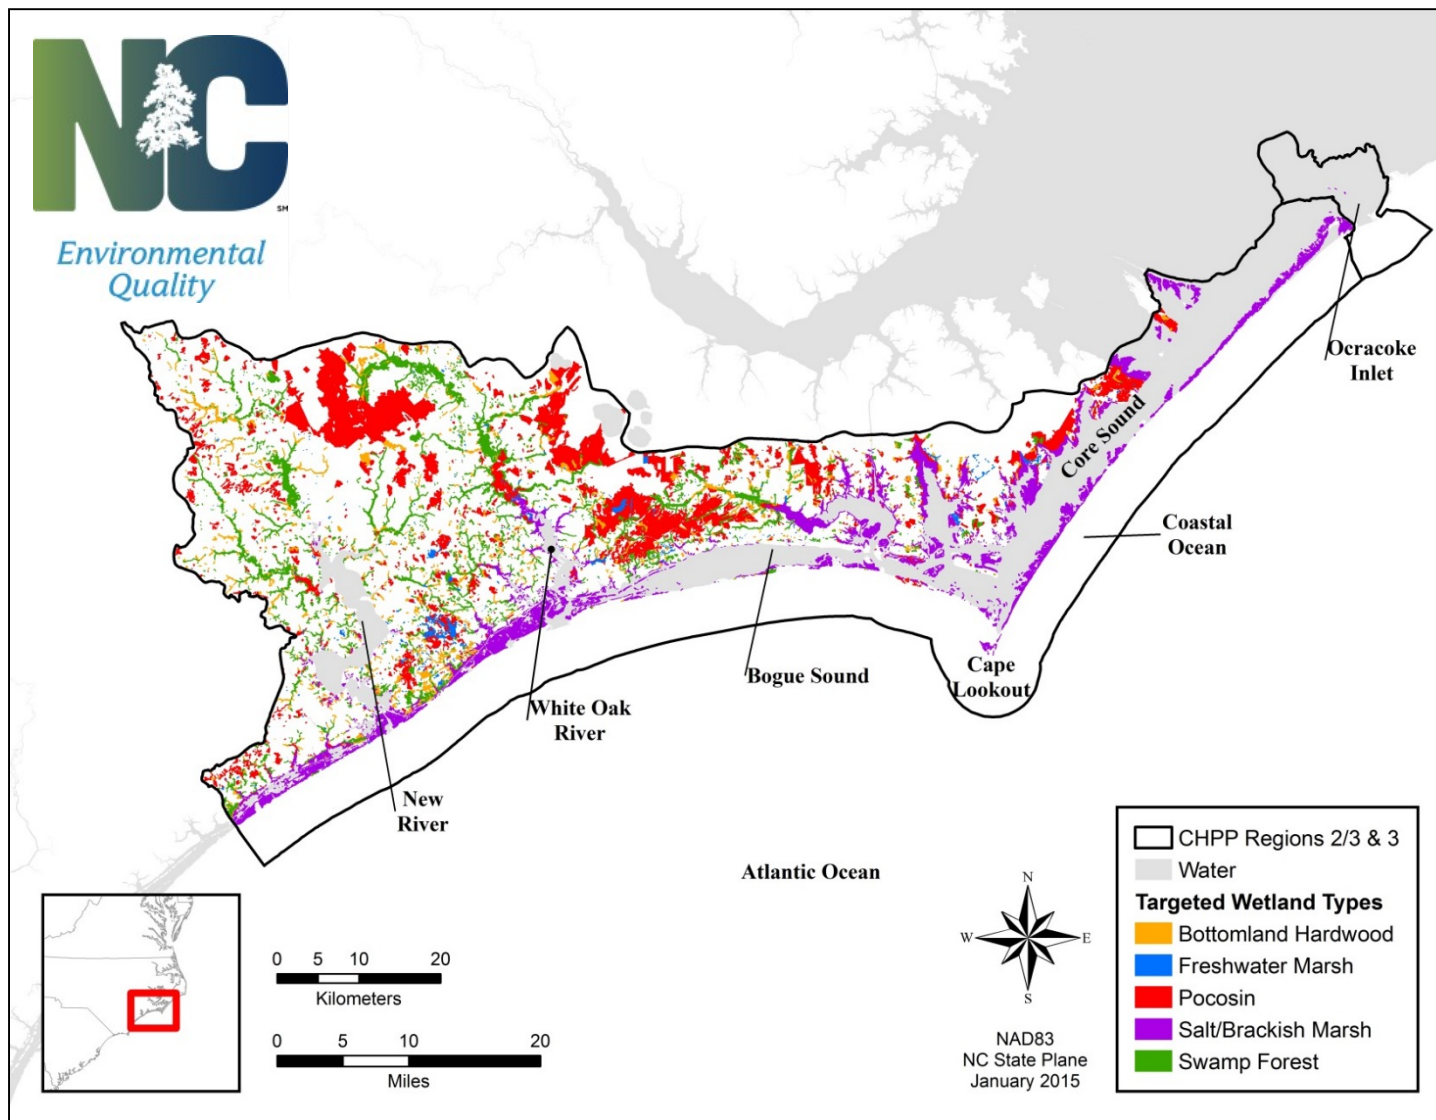 NC
SM
Environmental
Quality
Ocracoke
Inlet
Core Sound
Coastal
Ocean
Cape
Lookout
Bogue Sound
White Oak
River
New
River
Atlantic Ocean
CHPP Regions 2/3 & 3
Water
Targeted Wetland Types
Bottomland Hardwood
Freshwater Marsh
Pocosin
Salt/Brackish Marsh
Swamp Forest
N
W E
S
NAD83
NC State Plane
January 2015
0 5 10 20
Kilometers
0 5 10 20
Miles